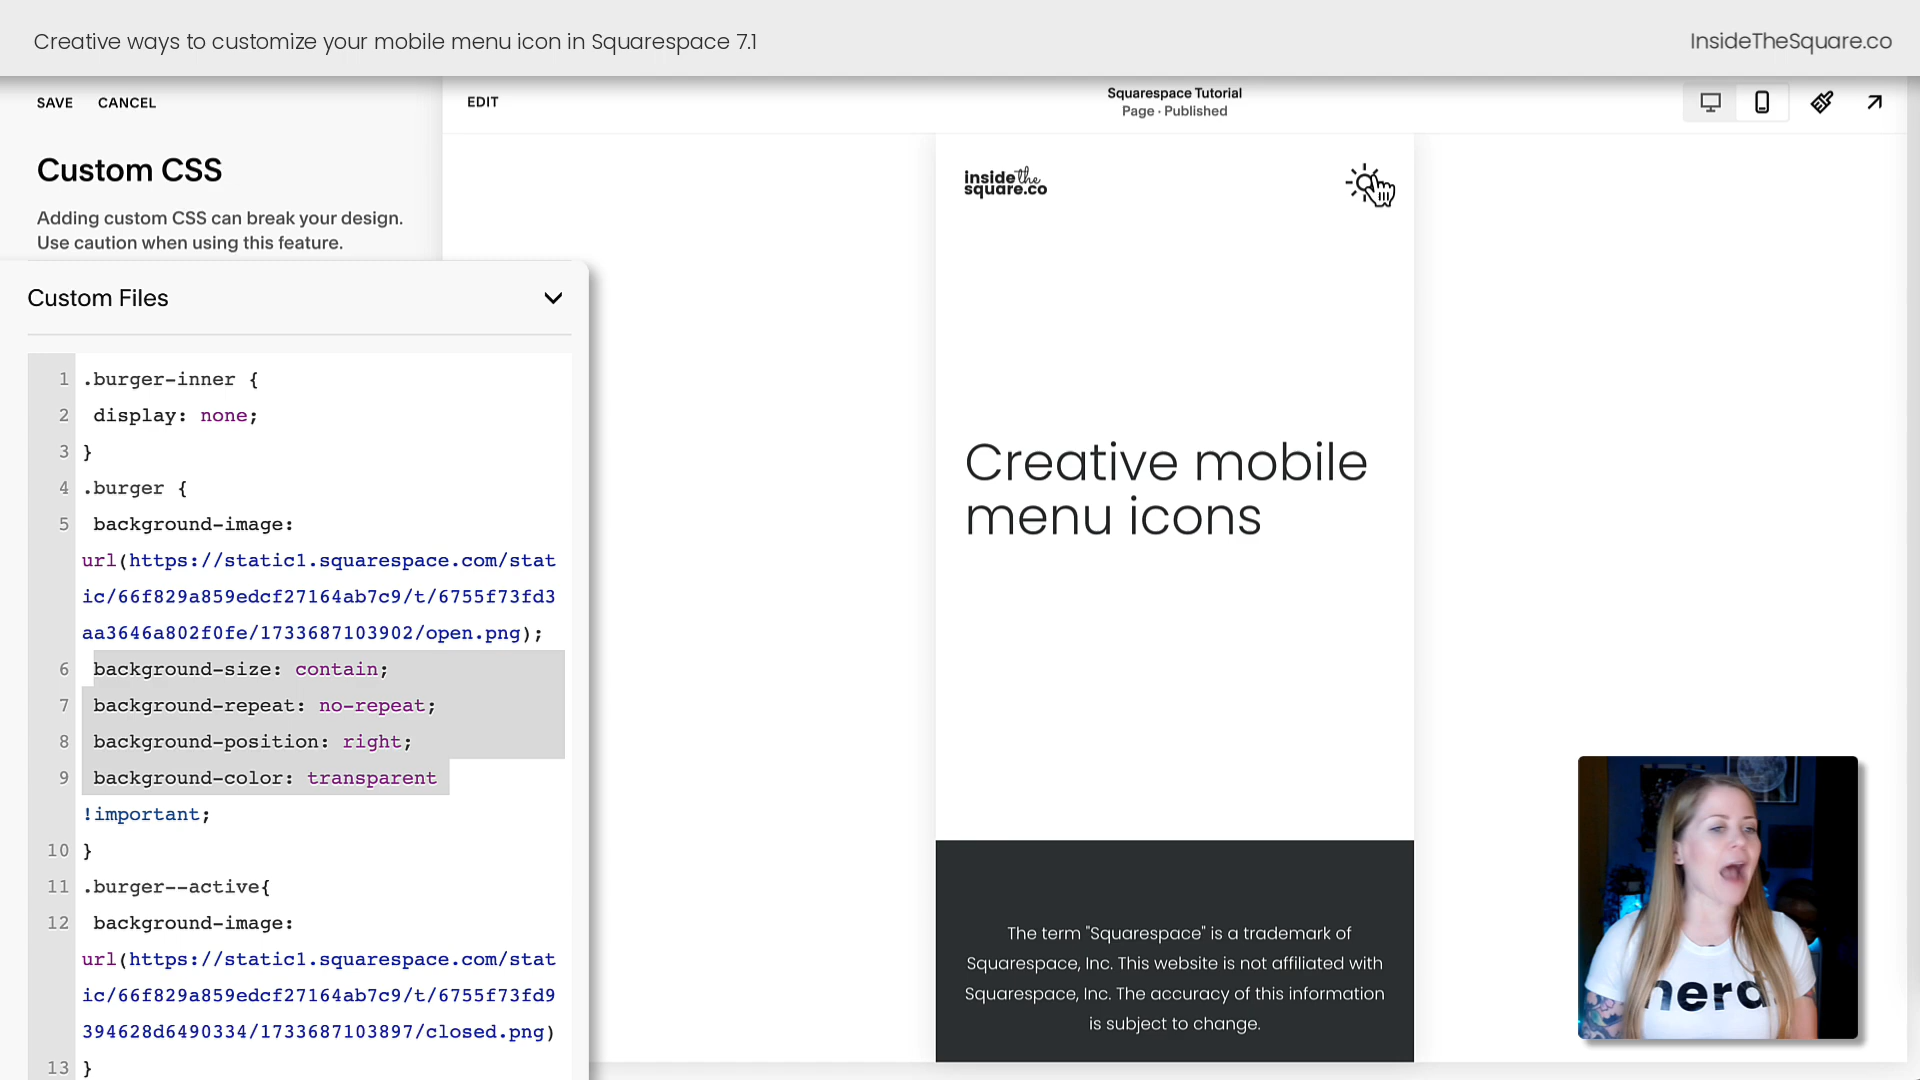 Creative ways to customize your mobile menu icon in Squarespace 7.1
InsideTheSquare.co
SAVE CANCEL
EDIT
Squarespace Tutorial
Page · Published
Custom CSS
Adding custom CSS can break your design.
Use caution when using this feature.
Custom Files
1 .burger-inner {
2 display: none;
3 }
4 .burger {
5 background-image:
url(https://static1.squarespace.com/stat
ic/66f829a859edcf27164ab7c9/t/6755f73fd3
aa3646a802f0fe/1733687103902/open.png);
6 background-size: contain;
7 background-repeat: no-repeat;
8 background-position: right;
9 background-color: transparent
!important;
10 }
11 .burger--active{
12 background-image:
url(https://static1.squarespace.com/stat
ic/66f829a859edcf27164ab7c9/t/6755f73fd9
394628d6490334/1733687103897/closed.png)
13 }
inside the
square.co
Creative mobile
menu icons
The term "Squarespace" is a trademark of
Squarespace, Inc. This website is not affiliated with
Squarespace, Inc. The accuracy of this information
is subject to change.
nerd